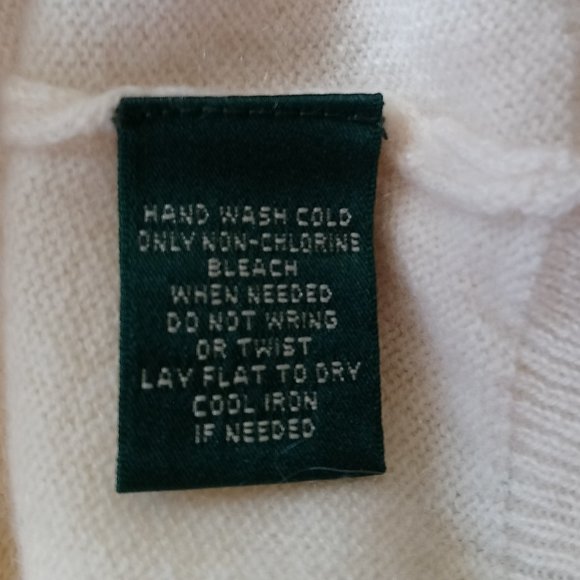 HAND WASH COLD
ONLY NON-CHLORINE
BLEACH
WHEN NEEDED
DO NOT WRING
OR TWIST
LAY FLAT TO DRY
COOL IRON
IF NEEDED